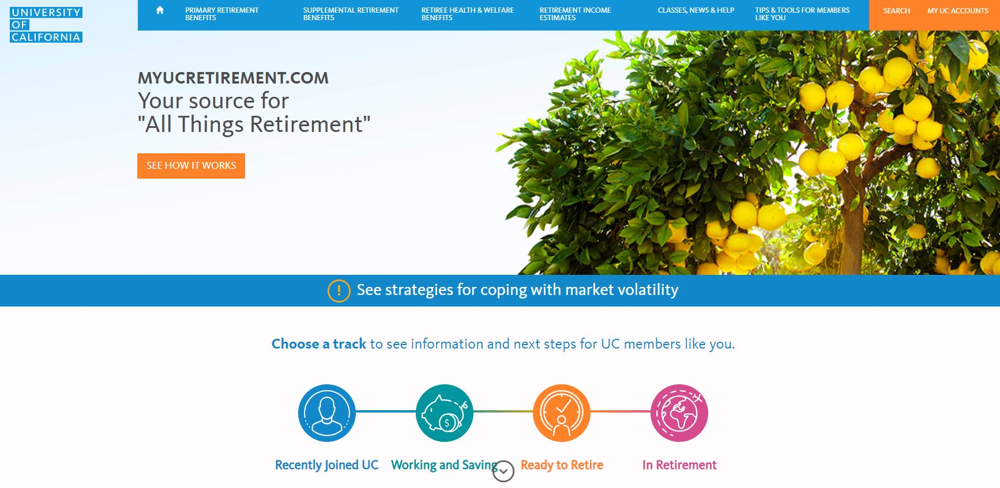 UNIVERSITY
OF
CALIFORNIA
PRIMARY RETIREMENT
BENEFITS
SUPPLEMENTAL RETIREMENT
BENEFITS
RETIREE HEALTH & WELFARE
BENEFITS
RETIREMENT INCOME
ESTIMATES
CLASSES, NEWS & HELP
TIPS & TOOLS FOR MEMBERS
LIKE YOU
SEARCH
MY UC ACCOUNTS
MYUCRETIREMENT.COM
Your source for
"All Things Retirement"
SEE HOW IT WORKS
! See strategies for coping with market volatility
Choose a track to see information and next steps for UC members like you.
$
Recently Joined UC
Working and Saving
Ready to Retire
In Retirement